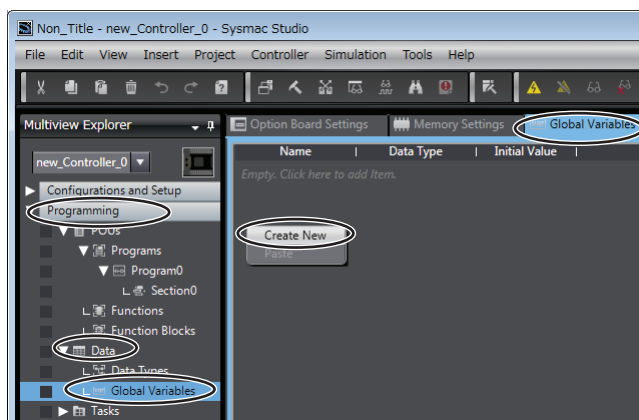 Non_Title - new_Controller_0 - Sysmac Studio
File Edit View Insert Project Controller Simulation Tools Help
Multiview Explorer
Option Board Settings Memory Settings Global Variables
new_Controller_0
Name | Data Type | Initial Value |
Empty. Click here to add Item.
Configurations and Setup
Programming
POUs
Create New
Programs
Paste
Program0
Section0
Functions
Function Blocks
Data
Data Types
Global Variables
Tasks